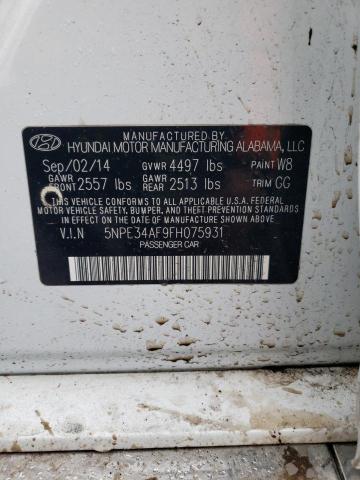 MANUFACTURED BY
HYUNDAI MOTOR MANUFACTURING ALABAMA, LLC
Sep/02/14 GVWR 4497 lbs PAINT W8
GAWR FRONT 2557 lbs GAWR REAR 2513 lbs TRIM GG
THIS VEHICLE CONFORMS TO ALL APPLICABLE U.S. FEDERAL
MOTOR VEHICLE SAFETY, BUMPER, AND THEFT PREVENTION
STANDARDS IN EFFECT ON THE DATE OF MANUFACTURE SHOWN ABOVE.
V.I.N 5NPE34AF9FH075931
PASSENGER CAR